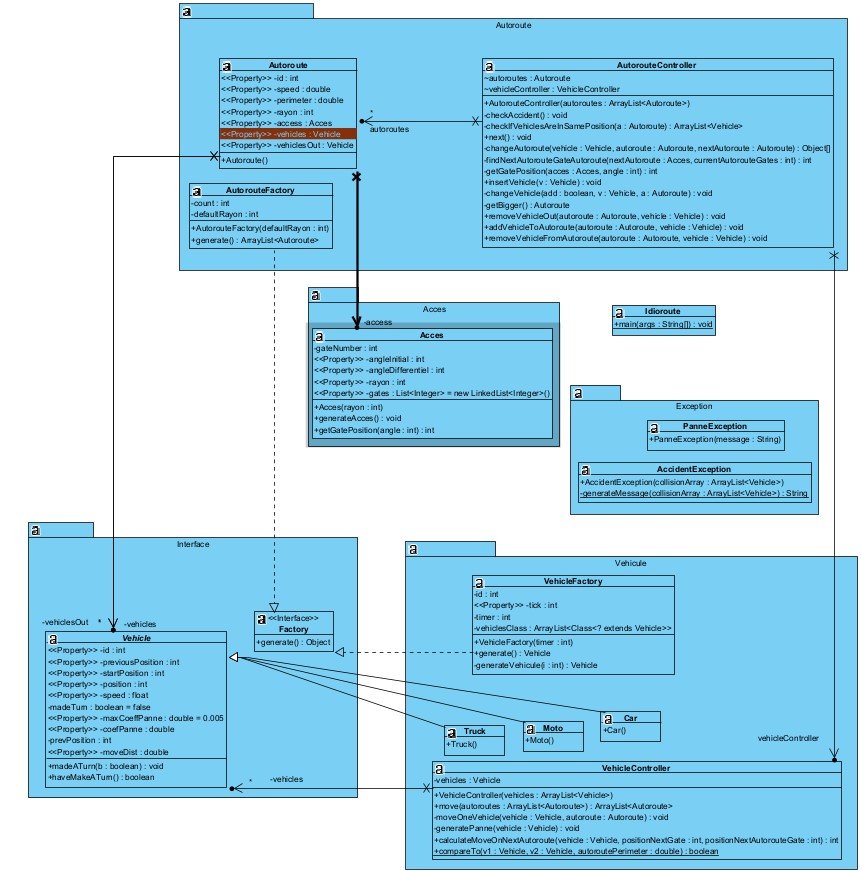 Autoroute
Autoroute
<<Property>> -id : int
<<Property>> -speed : double
<<Property>> -perimeter : double
<<Property>> -rayon : int
<<Property>> -access : Acces
<<Property>> -vehicles : Vehicle
<<Property>> -vehiclesOut : Vehicle
+Autoroute()
*
autoroutes
AutorouteController
~autoroutes : Autoroute
~vehicleController : VehicleController
+AutorouteController(autoroutes : ArrayList<Autoroute>)
-checkAccident() : void
-checkIfVehiclesAreInSamePosition(a : Autoroute) : ArrayList<Vehicle>
+next() : void
-changeAutoroute(vehicle : Vehicle, autoroute : Autoroute, nextAutoroute : Autoroute) : Object[]
-findNextAutorouteGateAutoroute(nextAutoroute : Acces, currentAutorouteGates : int) : int
-getGatePosition(acces : Acces, angle : int) : int
+insertVehicle(v : Vehicle) : void
-changeVehicle(add : boolean, v : Vehicle, a : Autoroute) : void
-getBigger() : Autoroute
+removeVehicleOut(autoroute : Autoroute, vehicle : Vehicle) : void
+addVehicleToAutoroute(autoroute : Autoroute, vehicle : Vehicle) : void
+removeVehicleFromAutoroute(autoroute : Autoroute, vehicle : Vehicle) : void
AutorouteFactory
-count : int
-defaultRayon : int
+AutorouteFactory(defaultRayon : int)
+generate() : ArrayList<Autoroute>
Acces
-access
Acces
-gateNumber : int
<<Property>> -angleInitial : int
<<Property>> -angleDifferentiel : int
<<Property>> -rayon : int
<<Property>> -gates : List<Integer> = new LinkedList<Integer>()
+Acces(rayon : int)
+generateAcces() : void
+getGatePosition(angle : int) : int
Idioroute
+main(args : String[]) : void
Exception
PanneException
+PanneException(message : String)
AccidentException
+AccidentException(collisionArray : ArrayList<Vehicle>)
-generateMessage(collisionArray : ArrayList<Vehicle>) : String
Interface
-vehiclesOut * -vehicles
Vehicle
<<Property>> -id : int
<<Property>> -previousPosition : int
<<Property>> -startPosition : int
<<Property>> -position : int
<<Property>> -speed : float
-madeTurn : boolean = false
<<Property>> -maxCoeffPanne : double = 0.005
<<Property>> -coefPanne : double
-prevPosition : int
<<Property>> -moveDist : double
+madeATurn(b : boolean) : void
+haveMakeATurn() : boolean
<<Interface>>
Factory
+generate() : Object
* -vehicles
Vehicule
VehicleFactory
-id : int
<<Property>> -tick : int
-timer : int
-vehiclesClass : ArrayList<Class<? extends Vehicle>>
+VehicleFactory(timer : int)
+generate() : Vehicle
-generateVehicule(i : int) : Vehicle
Truck
+Truck()
Moto
+Moto()
Car
+Car()
vehicleController
VehicleController
-vehicles : Vehicle
+VehicleController(vehicles : ArrayList<Vehicle>)
+move(autoroutes : ArrayList<Autoroute>) : ArrayList<Autoroute>
-moveOneVehicle(vehicle : Vehicle, autoroute : Autoroute) : void
-generatePanne(vehicle : Vehicle) : void
+calculateMoveOnNextAutoroute(vehicle : Vehicle, positionNextGate : int, positionNextAutorouteGate : int) : int
+compareTo(v1 : Vehicle, v2 : Vehicle, autoroutePerimeter : double) : boolean